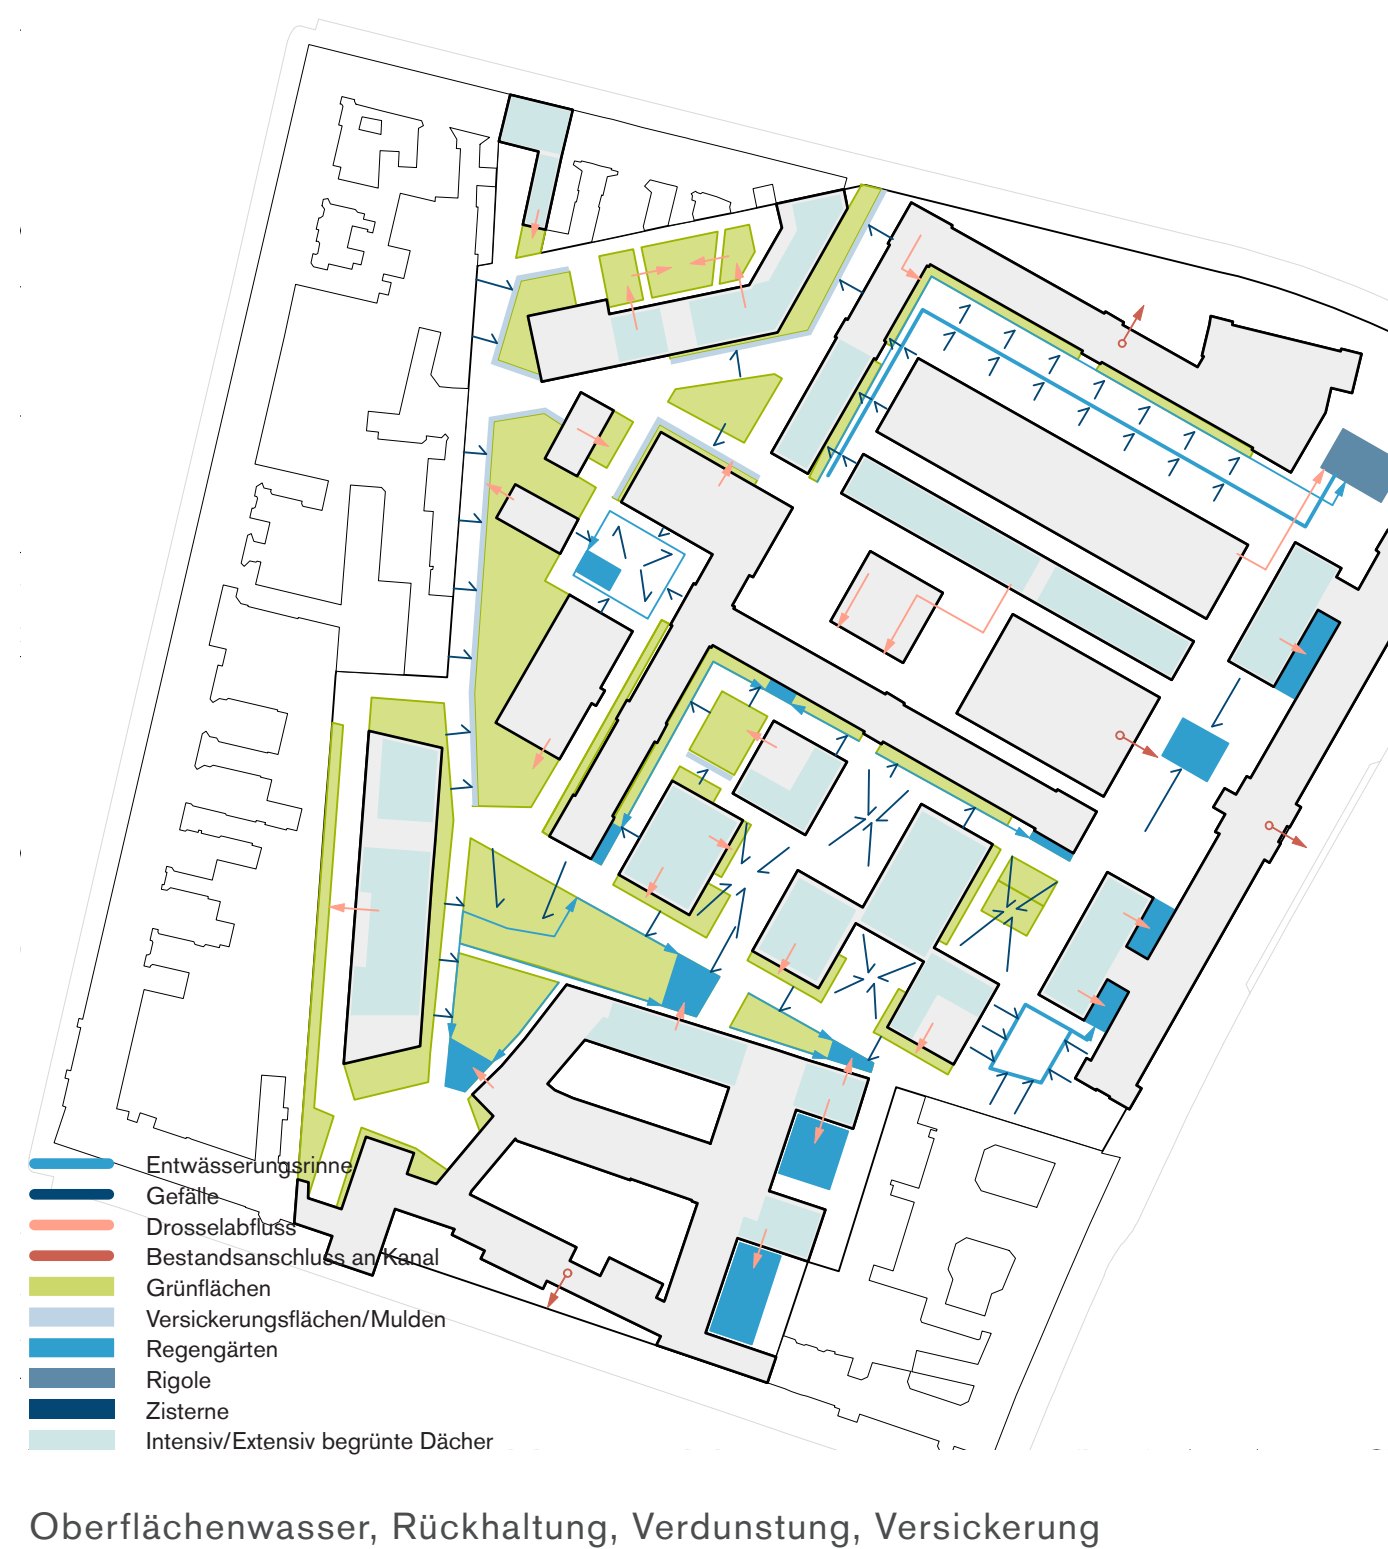 Entwässerungsrinne
Gefälle
Drosselabfluss
Bestandsanschluss an Kanal
Grünflächen
Versickerungsflächen/Mulden
Regengärten
Rigole
Zisterne
Intensiv/Extensiv begrünte Dächer
Oberflächenwasser, Rückhaltung, Verdunstung, Versickerung